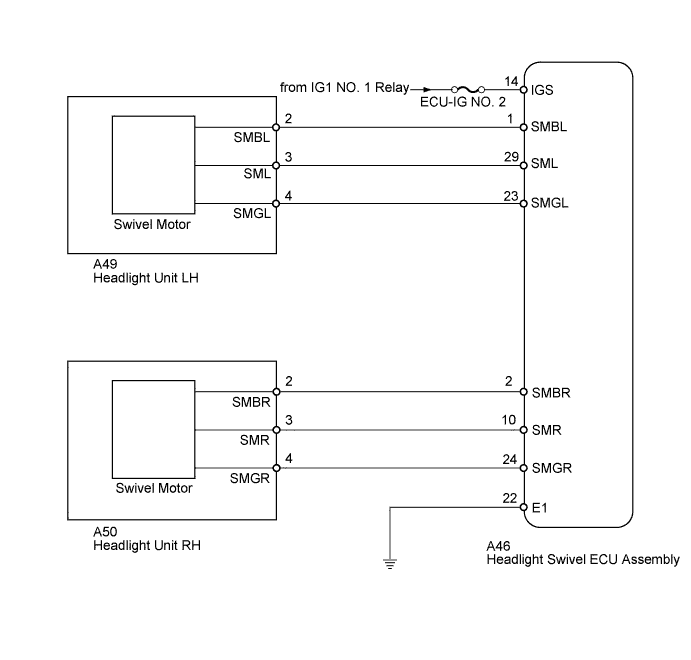 from IG1 NO. 1 Relay
14
IGS
ECU-IG NO. 2
2
1
SMBL
SMBL
3
29
SML
SML
4
23
SMGL
SMGL
Swivel Motor
A49
Headlight Unit LH
2
2
SMBR
SMBR
3
10
SMR
SMR
4
24
SMGR
SMGR
Swivel Motor
22
E1
A50
Headlight Unit RH
A46
Headlight Swivel ECU Assembly